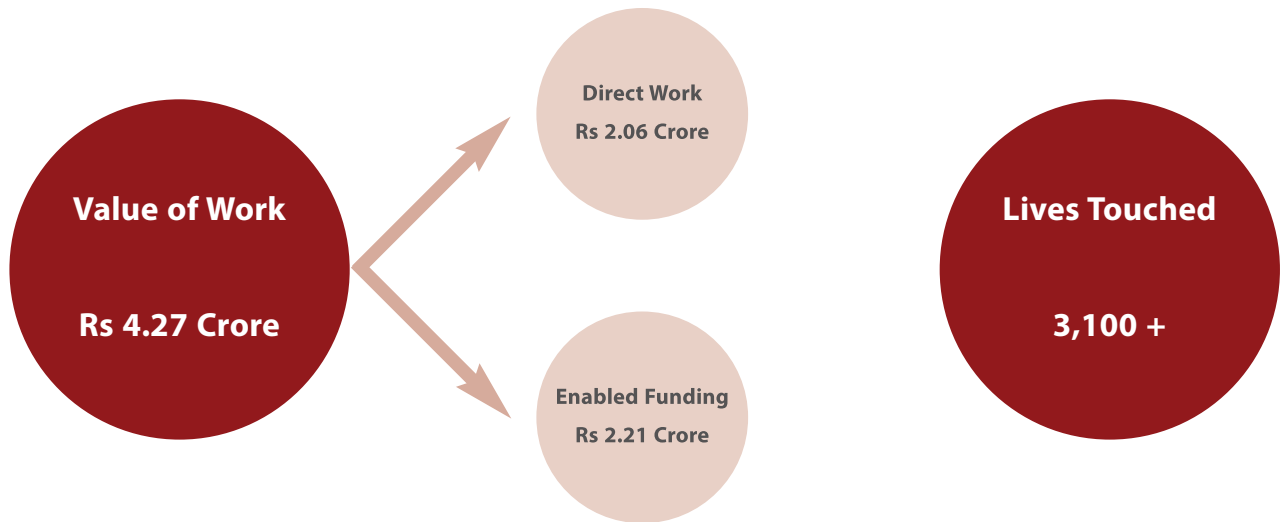 Value of Work
Rs 4.27 Crore
Direct Work
Rs 2.06 Crore
Enabled Funding
Rs 2.21 Crore
Lives Touched
3,100 +